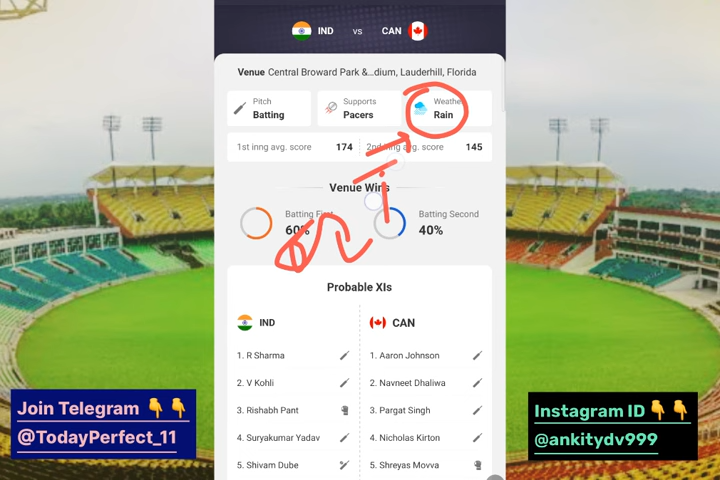 IND vs CAN
Venue Central Broward Park &...dium, Lauderhill, Florida
Pitch
Batting
Supports
Pacers
Weather
Rain
1st inng avg. score 174
2nd inng avg. score 145
Venue Wins
Batting First
60%
Batting Second
40%
Probable XIs
IND
1. R Sharma
2. V Kohli
3. Rishabh Pant
4. Suryakumar Yadav
5. Shivam Dube
CAN
1. Aaron Johnson
2. Navneet Dhaliwa
3. Pargat Singh
4. Nicholas Kirton
5. Shreyas Movva
Join Telegram 👇👇
@TodayPerfect_11
Instagram ID👇👇
@ankitydv999